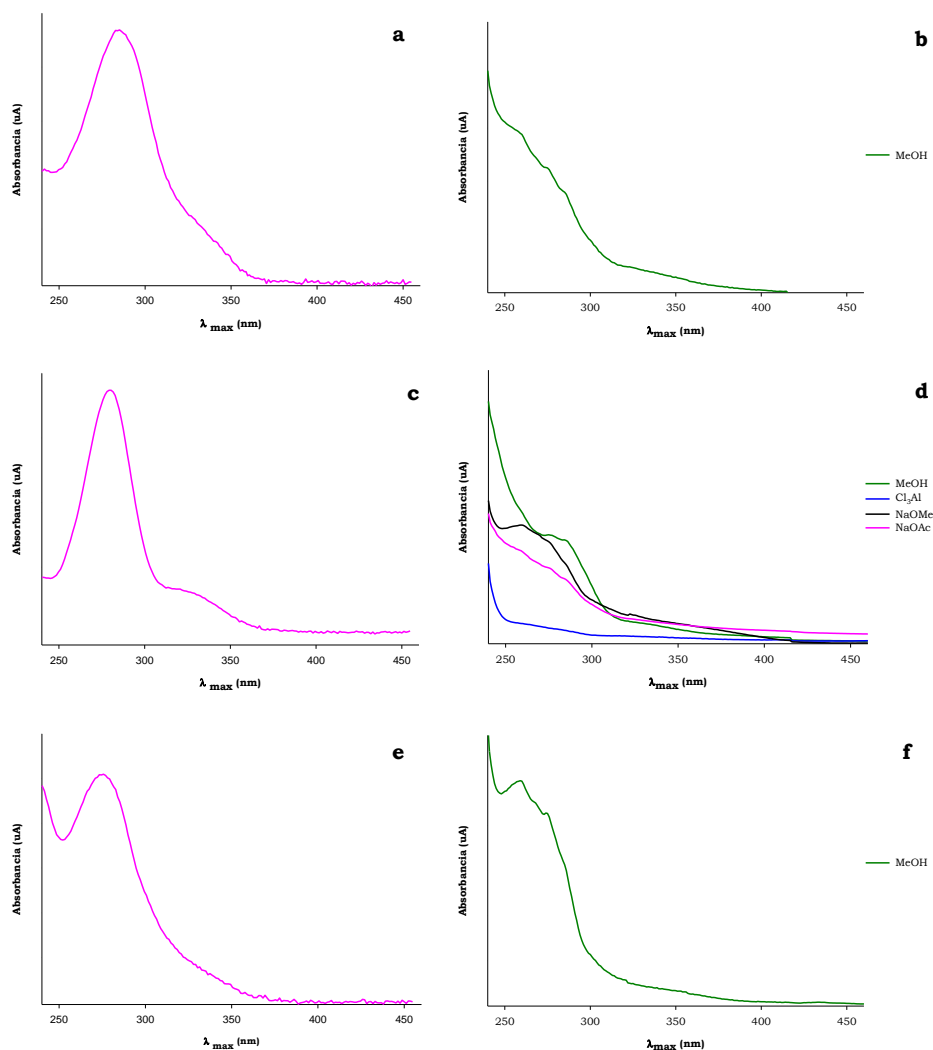 a
Absorbancia (uA)
250 300 350 400 450
λ max (nm)
b
Absorbancia (uA)
MeOH
250 300 350 400 450
λmax (nm)
c
Absorbancia (uA)
250 300 350 400 450
λ max (nm)
d
Absorbancia (uA)
MeOH
Cl₃Al
NaOMe
NaOAc
250 300 350 400 450
λmax (nm)
e
Absorbancia (uA)
250 300 350 400 450
λ max (nm)
f
Absorbancia (uA)
MeOH
250 300 350 400 450
λmax (nm)